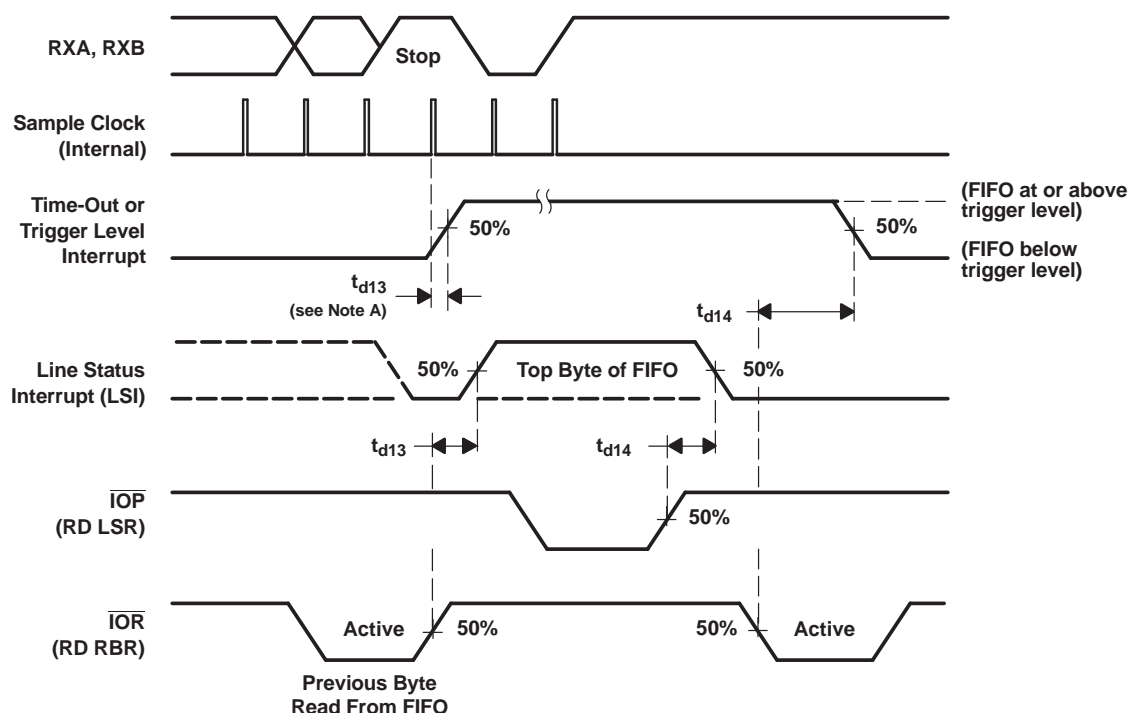 RXA, RXB
Stop
Sample Clock
(Internal)
Time-Out or
Trigger Level
Interrupt
50%
50%
(FIFO at or above
trigger level)
(FIFO below
trigger level)
td13
(see Note A)
td14
Line Status
Interrupt (LSI)
50%
Top Byte of FIFO
50%
td13
td14
IOP
(RD LSR)
50%
IOR
(RD RBR)
Active
50%
50%
Active
Previous Byte
Read From FIFO